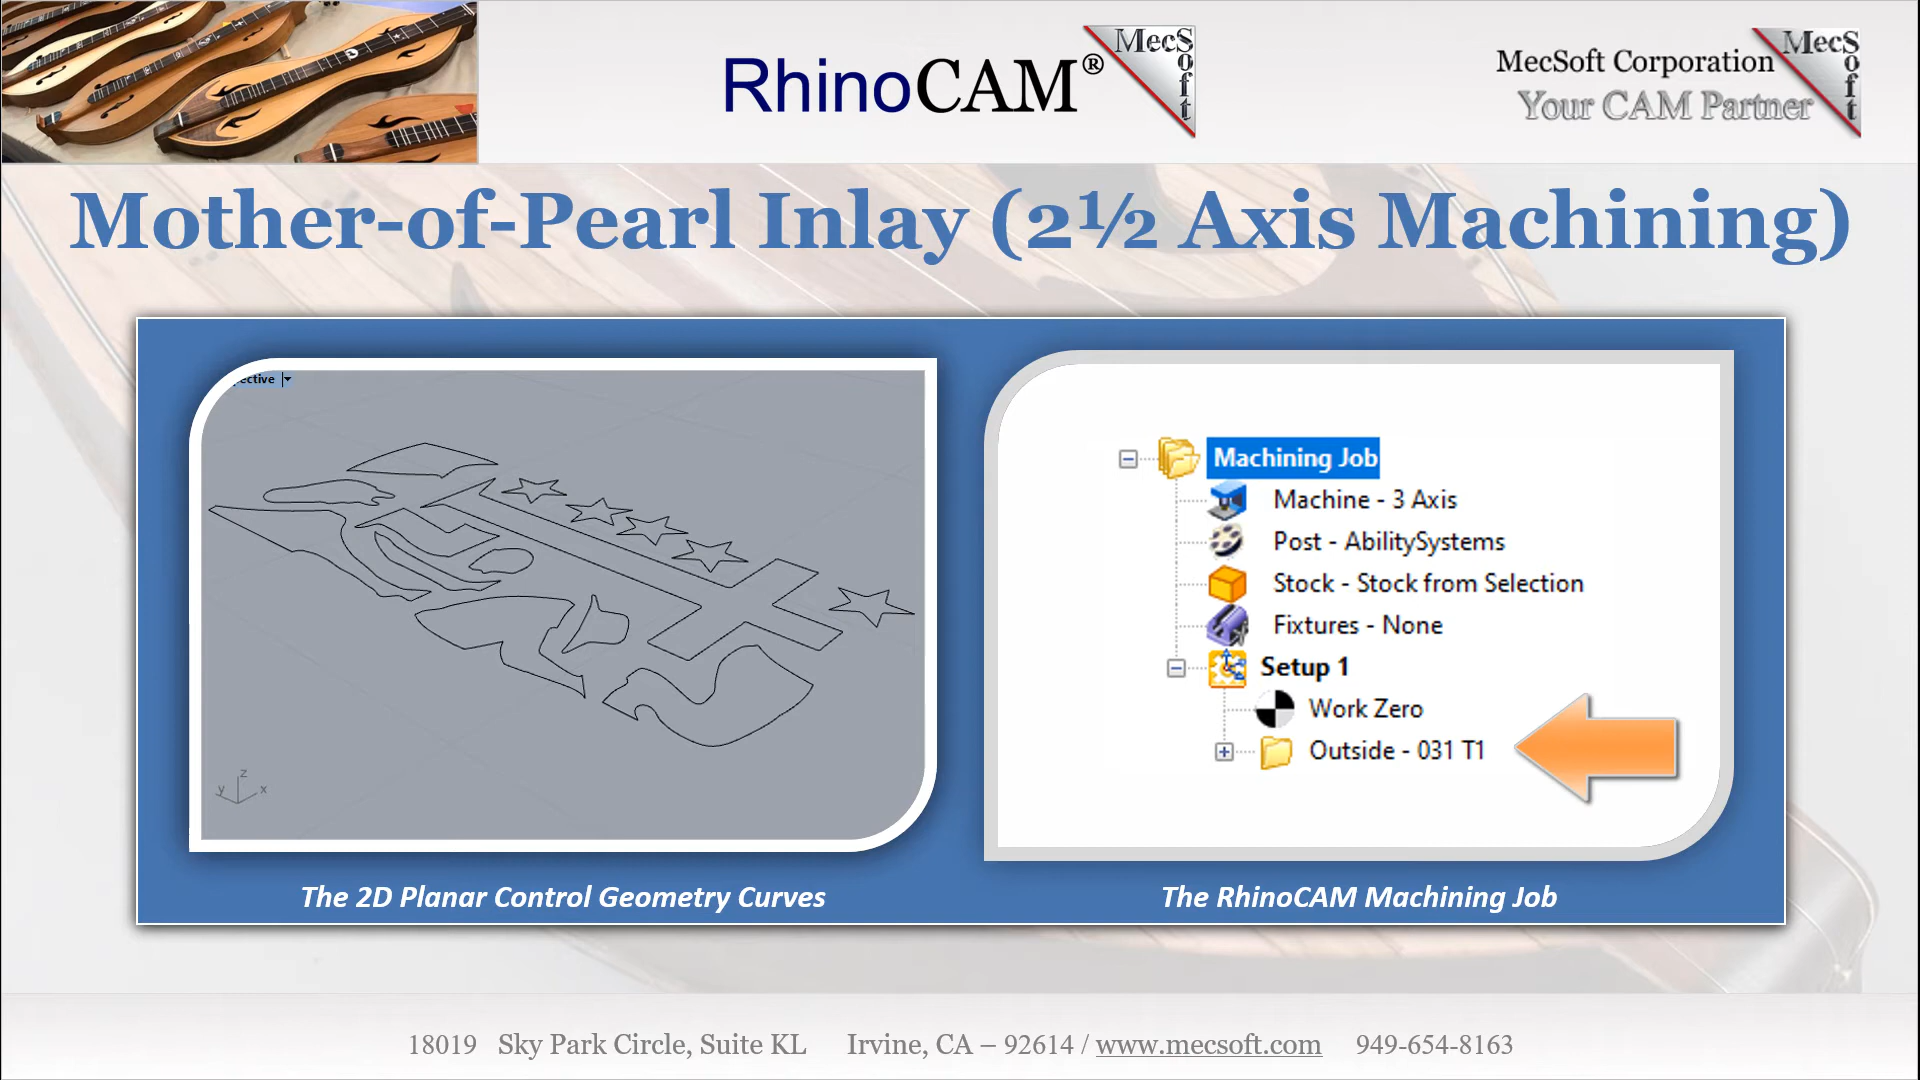 RhinoCAM®
MecSoft
MecSoft Corporation
MecSoft
Your CAM Partner
Mother-of-Pearl Inlay (2½ Axis Machining)
ective
Machining Job
Machine - 3 Axis
Post - AbilitySystems
Stock - Stock from Selection
Fixtures - None
Setup 1
Work Zero
Outside - 031 T1
z
y
x
The 2D Planar Control Geometry Curves
The RhinoCAM Machining Job
18019 Sky Park Circle, Suite KL Irvine, CA – 92614 / www.mecsoft.com 949-654-8163